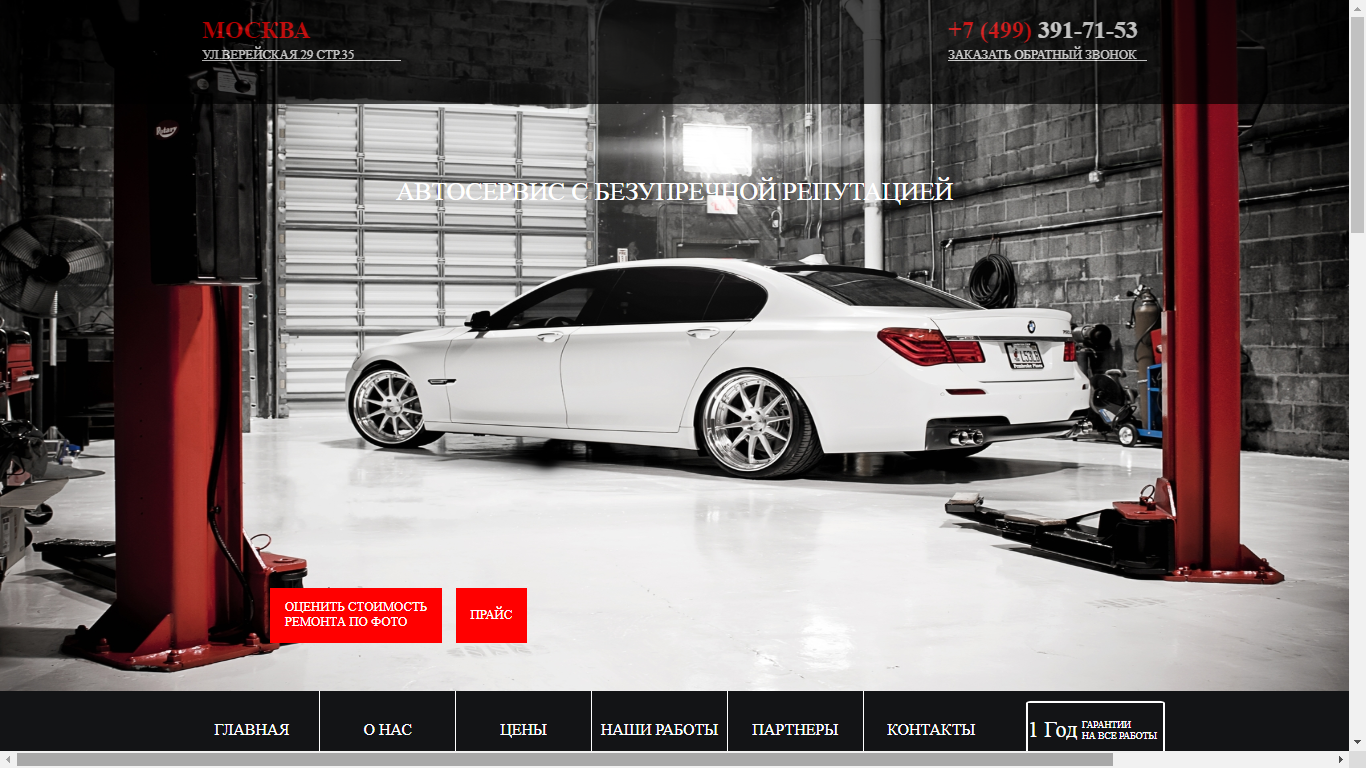 МОСКВА
УЛ.ВЕРЕЙСКАЯ.29 СТР.35
+7 (499) 391-71-53
ЗАКАЗАТЬ ОБРАТНЫЙ ЗВОНОК
АВТОСЕРВИС С БЕЗУПРЕЧНОЙ РЕПУТАЦИЕЙ
ОЦЕНИТЬ СТОИМОСТЬ
РЕМОНТА ПО ФОТО
ПРАЙС
ГЛАВНАЯ
О НАС
ЦЕНЫ
НАШИ РАБОТЫ
ПАРТНЕРЫ
КОНТАКТЫ
1 Год
ГАРАНТИИ
НА ВСЕ РАБОТЫ